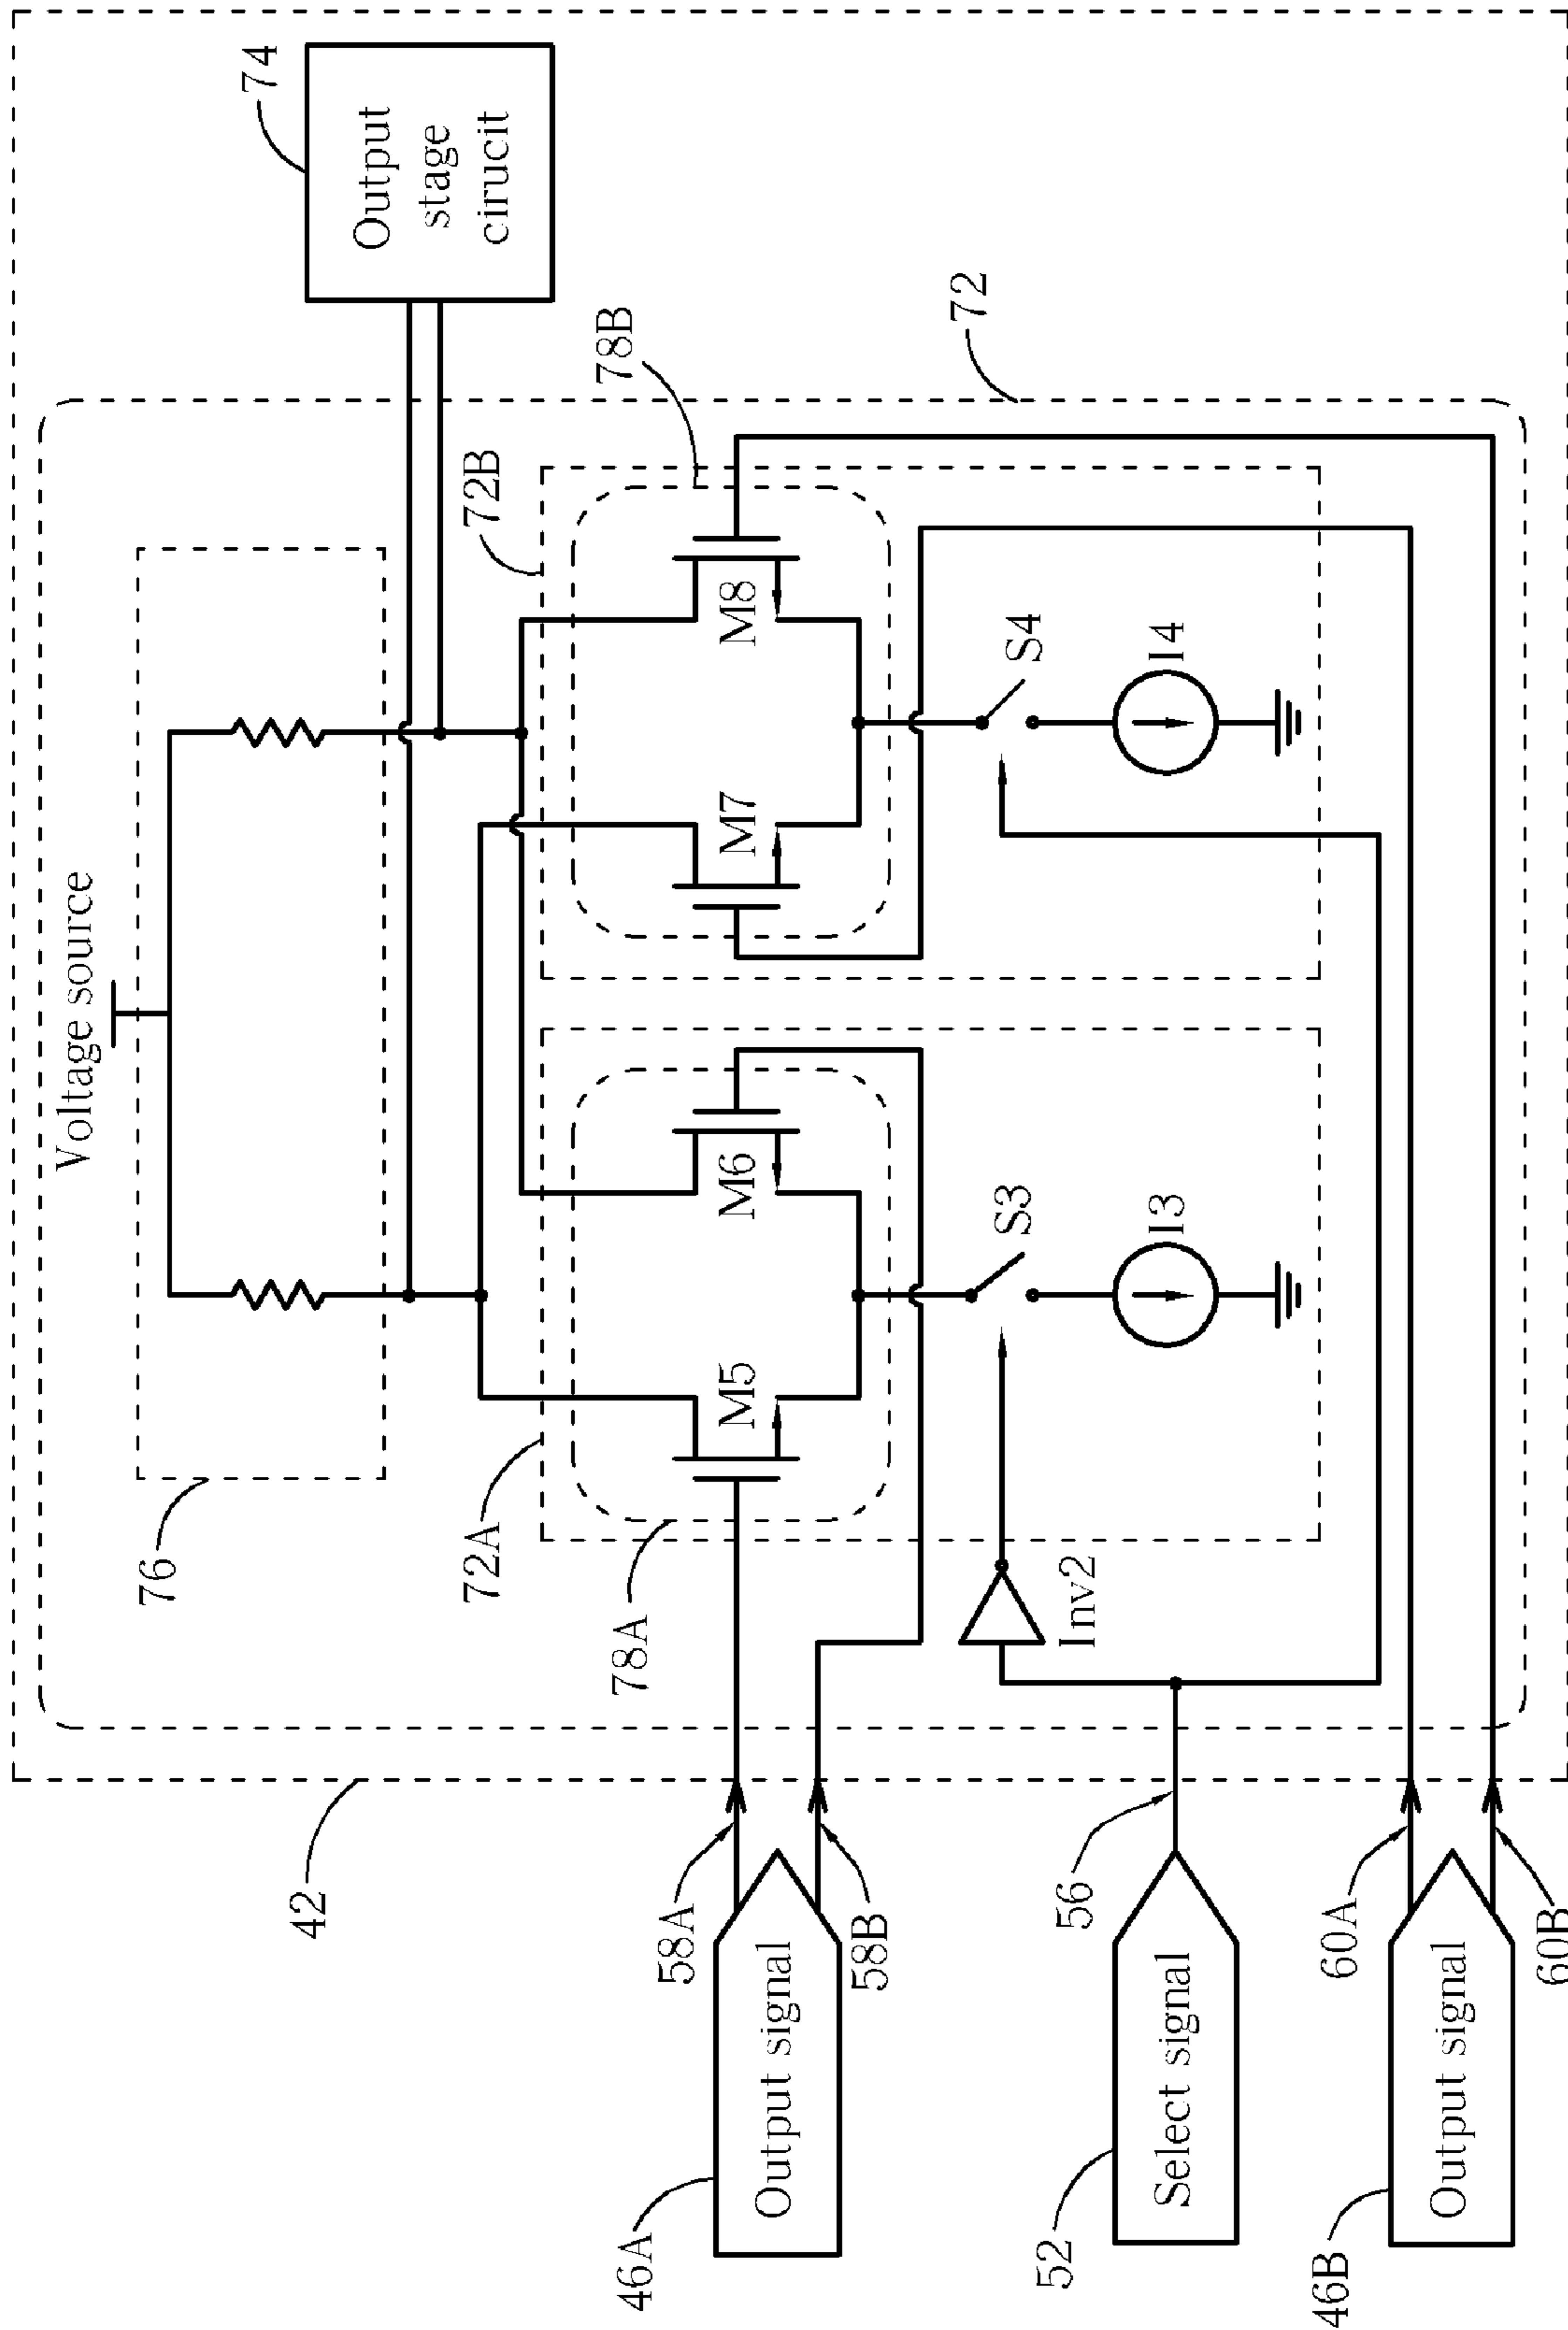 42
Voltage source
76
74
Output
stage
cirucit
72A
72B
78A
78B
72
M5
M6
M7
M8
46A
Output signal
58A
58B
S3
S4
Inv2
I3
I4
52
Select signal
56
46B
Output signal
60A
60B